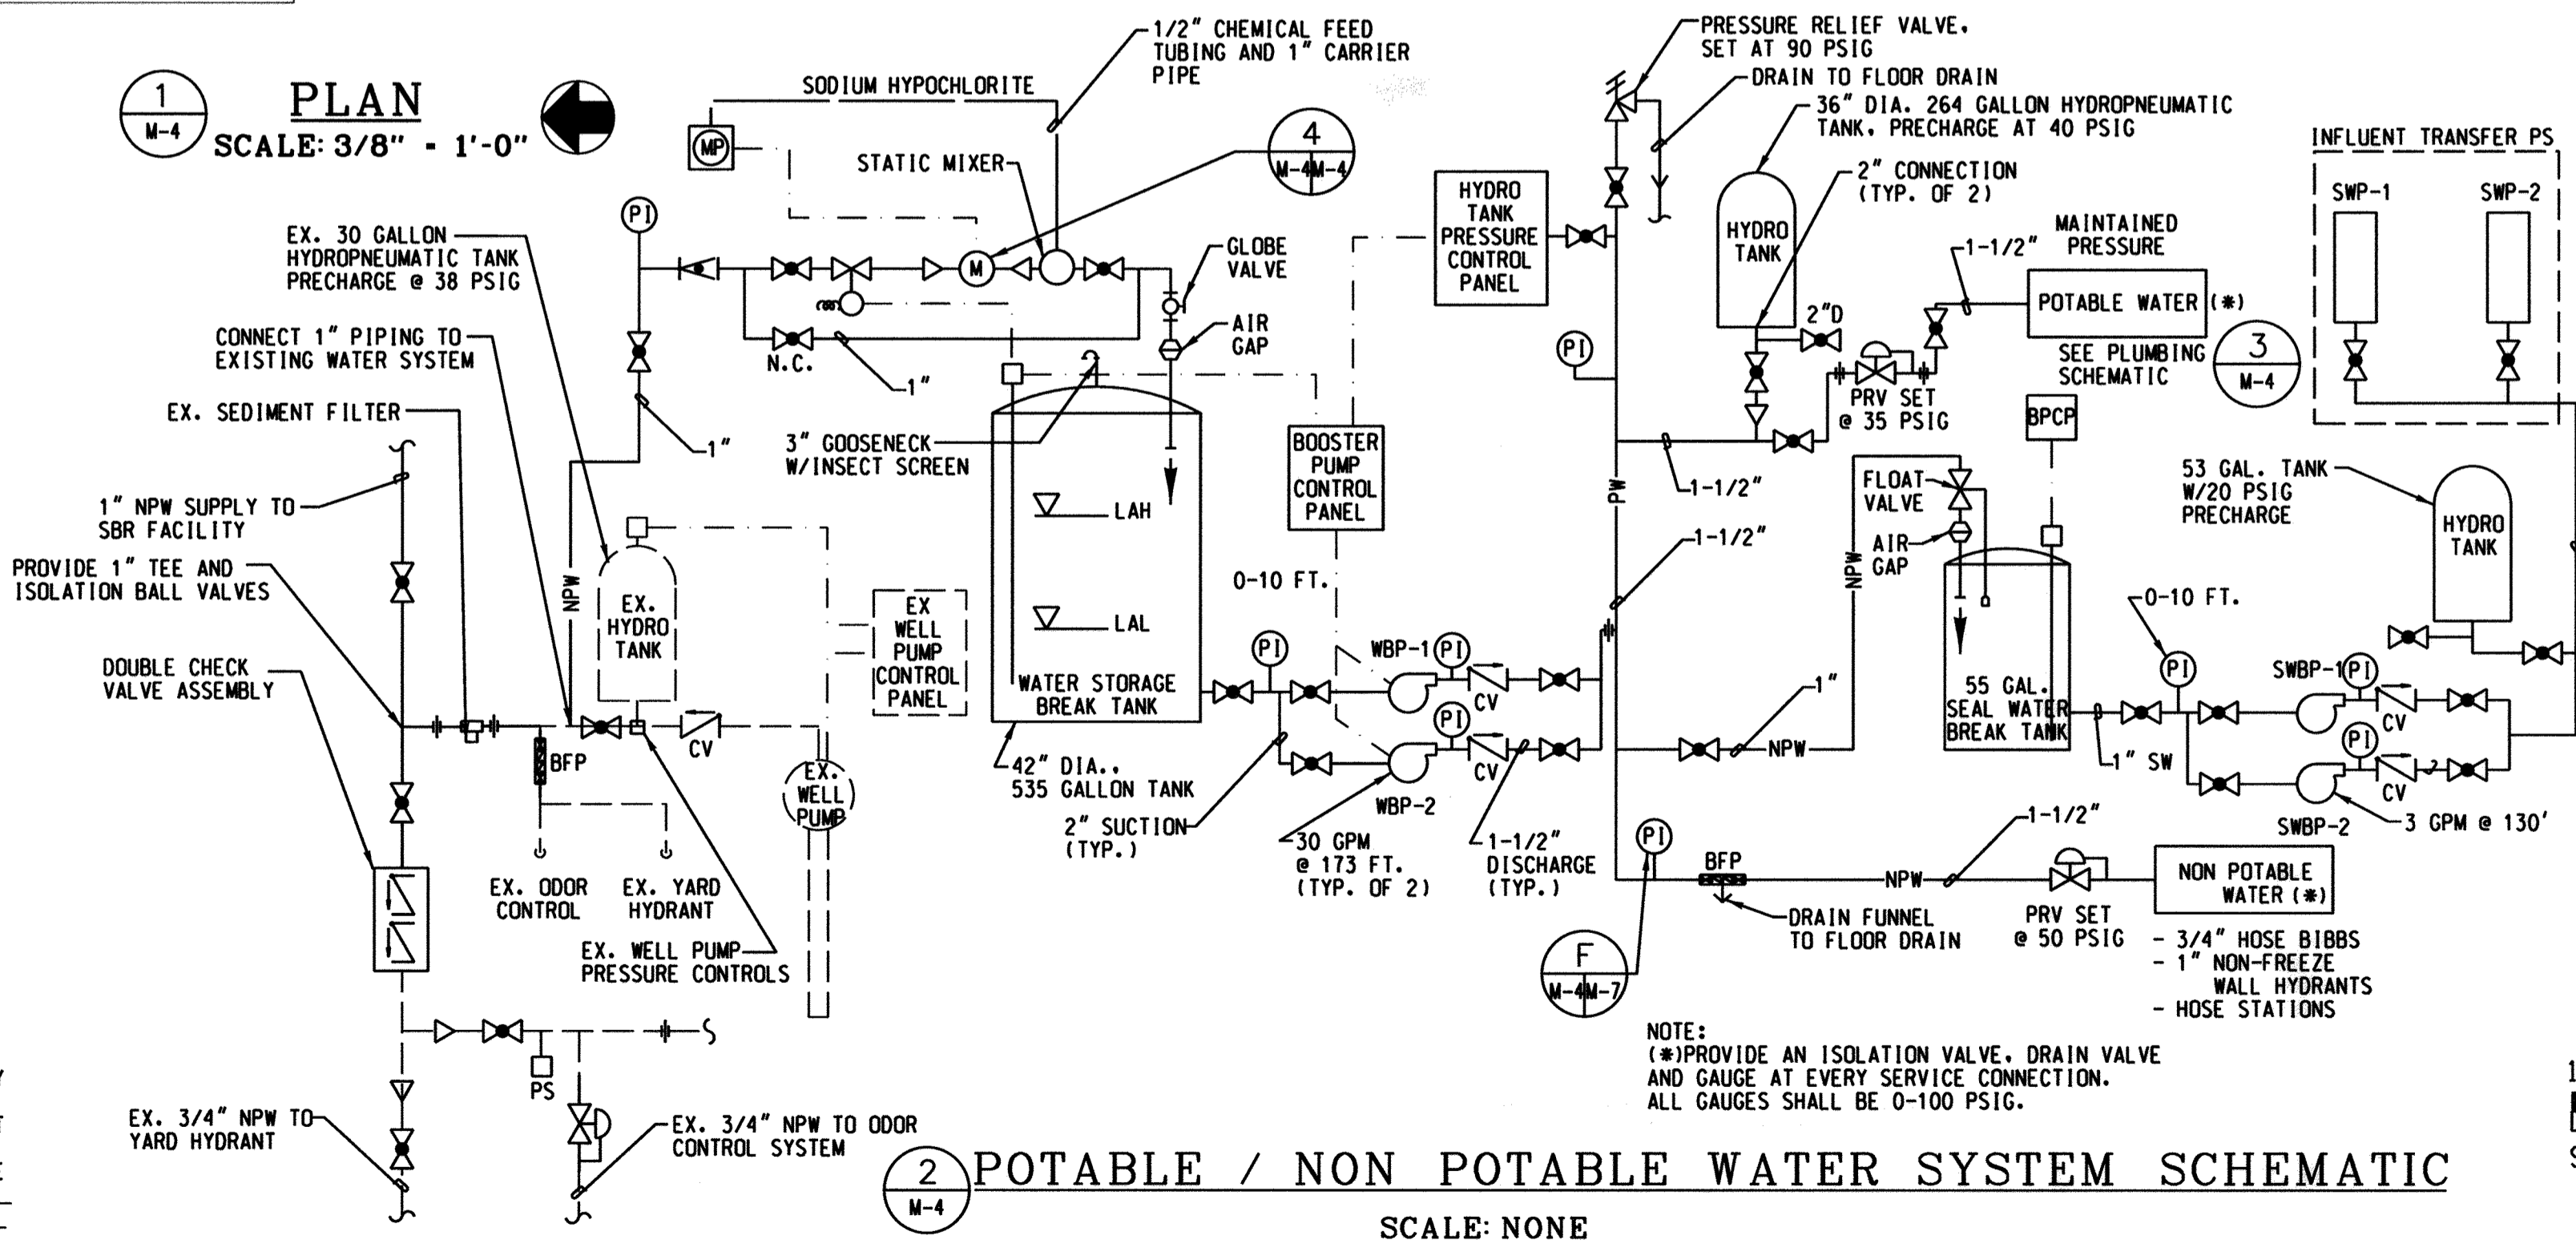 1
M-4
PLAN
SCALE: 3/8" = 1'-0"
1/2" CHEMICAL FEED
TUBING AND 1" CARRIER
PIPE
SODIUM HYPOCHLORITE
MP
STATIC MIXER
4
M-4 M-4
PI
M
GLOBE
VALVE
AIR
GAP
N.C.
1"
1"
EX. 30 GALLON
HYDROPNEUMATIC TANK
PRECHARGE @ 38 PSIG
CONNECT 1" PIPING TO
EXISTING WATER SYSTEM
EX. SEDIMENT FILTER
3" GOOSENECK
W/INSECT SCREEN
1" NPW SUPPLY TO
SBR FACILITY
PROVIDE 1" TEE AND
ISOLATION BALL VALVES
DOUBLE CHECK
VALVE ASSEMBLY
NPW
EX.
HYDRO
TANK
EX
WELL
PUMP
CONTROL
PANEL
CV
BFP
EX.
WELL
PUMP
EX. ODOR
CONTROL
EX. YARD
HYDRANT
EX. WELL PUMP
PRESSURE CONTROLS
PS
EX. 3/4" NPW TO
YARD HYDRANT
EX. 3/4" NPW TO ODOR
CONTROL SYSTEM
LAH
LAL
WATER STORAGE
BREAK TANK
42" DIA.,
535 GALLON TANK
2" SUCTION
(TYP.)
0-10 FT.
PI
BOOSTER
PUMP
CONTROL
PANEL
WBP-1
PI
CV
PI
CV
WBP-2
30 GPM
@ 173 FT.
(TYP. OF 2)
1-1/2"
DISCHARGE
(TYP.)
PRESSURE RELIEF VALVE,
SET AT 90 PSIG
DRAIN TO FLOOR DRAIN
36" DIA. 264 GALLON HYDROPNEUMATIC
TANK, PRECHARGE AT 40 PSIG
2" CONNECTION
(TYP. OF 2)
HYDRO
TANK
PRESSURE
CONTROL
PANEL
HYDRO
TANK
PI
2"D
1-1/2"
MAINTAINED
PRESSURE
POTABLE WATER (*)
SEE PLUMBING
SCHEMATIC
3
M-4
PRV SET
@ 35 PSIG
PW
1-1/2"
1-1/2"
FLOAT
VALVE
AIR
GAP
NPW
BPCP
1"
NPW
55 GAL.
SEAL WATER
BREAK TANK
1" SW
INFLUENT TRANSFER PS
SWP-1
SWP-2
53 GAL. TANK
W/20 PSIG
PRECHARGE
HYDRO
TANK
0-10 FT.
PI
SWBP-1
PI
CV
PI
CV
SWBP-2
3 GPM @ 130'
PI
BFP
NPW
1-1/2"
DRAIN FUNNEL
TO FLOOR DRAIN
PRV SET
@ 50 PSIG
NON POTABLE
WATER (*)
- 3/4" HOSE BIBBS
- 1" NON-FREEZE
WALL HYDRANTS
- HOSE STATIONS
F
M-4 M-7
NOTE:
(*)PROVIDE AN ISOLATION VALVE, DRAIN VALVE
AND GAUGE AT EVERY SERVICE CONNECTION.
ALL GAUGES SHALL BE 0-100 PSIG.
2
M-4
POTABLE / NON POTABLE WATER SYSTEM SCHEMATIC
SCALE: NONE